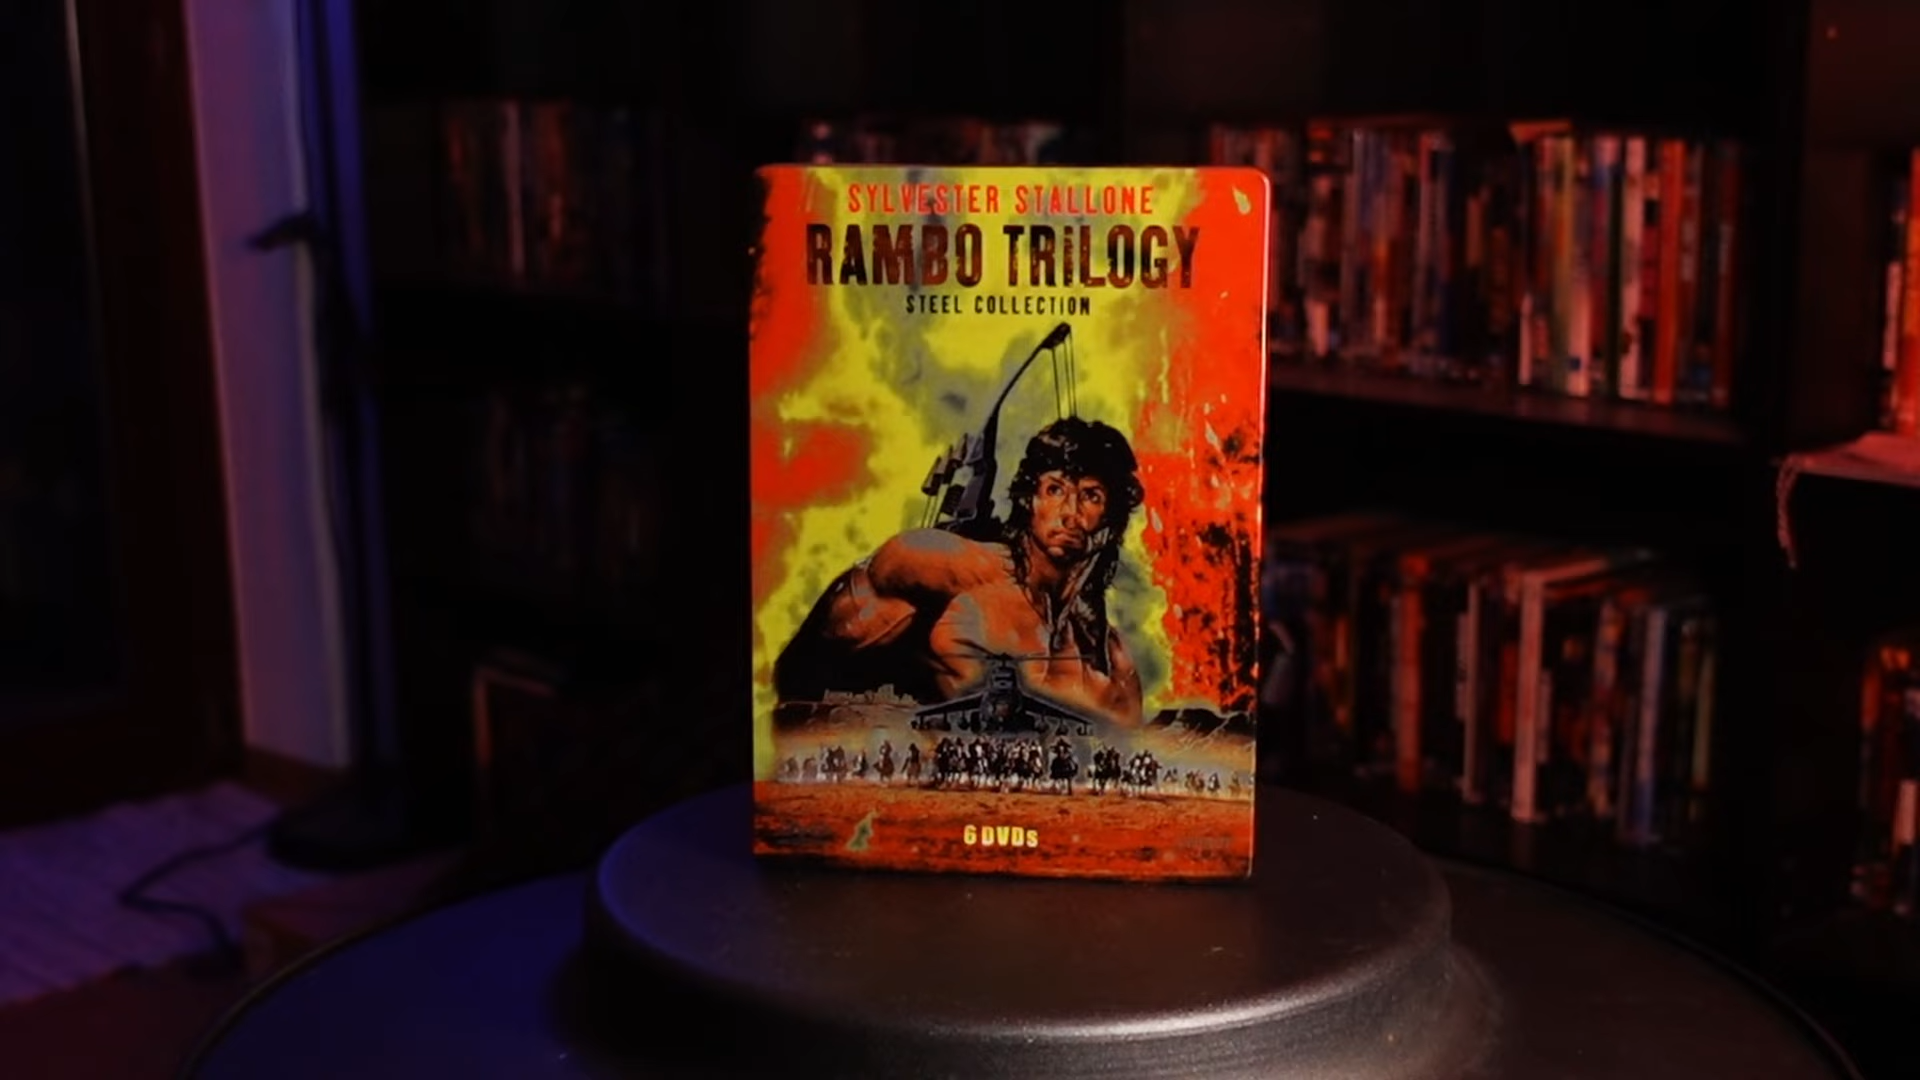 SYLVESTER STALLONE
RAMBO TRILOGY
STEEL COLLECTION
6 DVDs